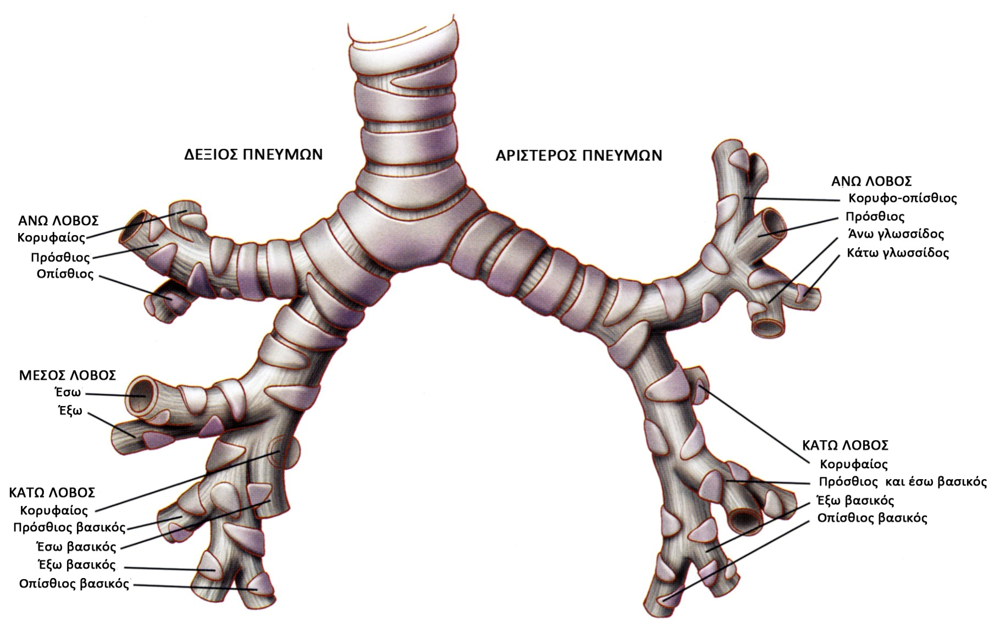 ΔΕΞΙΟΣ ΠΝΕΥΜΩΝ
ΑΝΩ ΛΟΒΟΣ
Κορυφαίος
Πρόσθιος
Οπίσθιος
ΜΕΣΟΣ ΛΟΒΟΣ
Έσω
Έξω
ΚΑΤΩ ΛΟΒΟΣ
Κορυφαίος
Πρόσθιος βασικός
Έσω βασικός
Έξω βασικός
Οπίσθιος βασικός
ΑΡΙΣΤΕΡΟΣ ΠΝΕΥΜΩΝ
ΑΝΩ ΛΟΒΟΣ
Κορυφο-οπίσθιος
Πρόσθιος
Άνω γλωσσίδος
Κάτω γλωσσίδος
ΚΑΤΩ ΛΟΒΟΣ
Κορυφαίος
Πρόσθιος και έσω βασικός
Έξω βασικός
Οπίσθιος βασικός